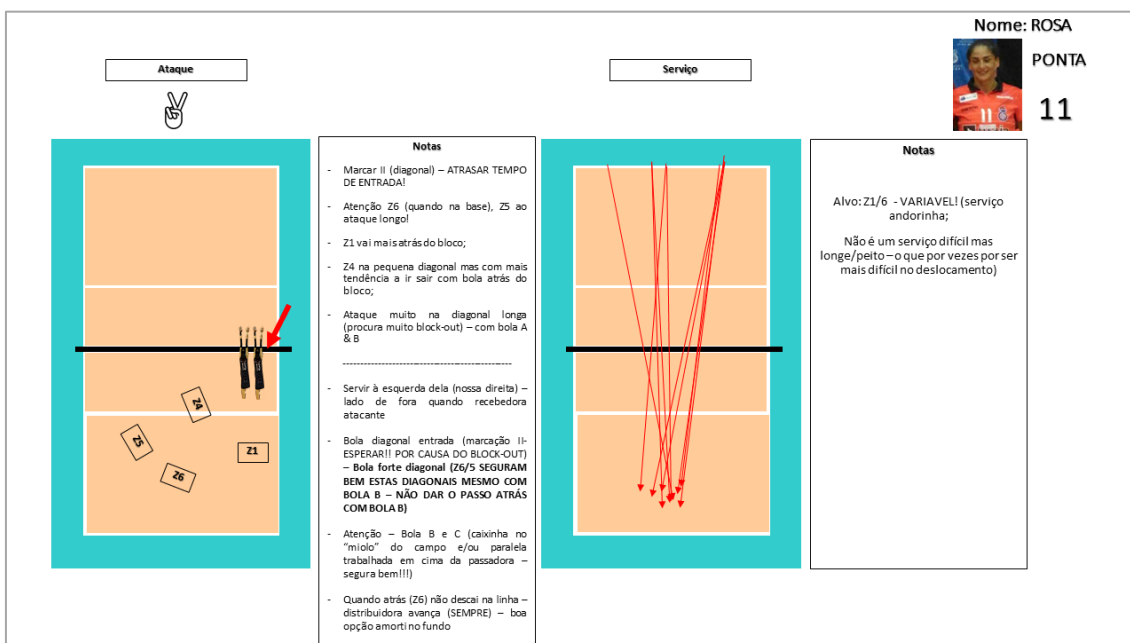 Nome: ROSA
PONTA
11
Ataque
Serviço
Notas
- Marcar II (diagonal) – ATRASAR TEMPO
DE ENTRADA!
- Atenção Z6 (quando na base), Z5 ao
ataque longo!
- Z1 vai mais atrás do bloco;
- Z4 na pequena diagonal mas com mais
tendência a ir sair com bola atrás do
bloco;
- Ataque muito na diagonal longa
(procura muito block-out) – com bola A
& B
------------------------------------------------
- Servir à esquerda dela (nossa direita) –
lado de fora quando recebedora
atacante
- Bola diagonal entrada (marcação II-
ESPERAR!! POR CAUSA DO BLOCK-OUT)
– Bola forte diagonal (Z6/5 SEGURAM
BEM ESTAS DIAGONAIS MESMO COM
BOLA B – NÃO DAR O PASSO ATRÁS
COM BOLA B)
- Atenção – Bola B e C (caixinha no
"miolo" do campo e/ou paralela
trabalhada em cima da passadora –
segura bem!!!)
- Quando atrás (Z6) não descai na linha –
distribuidora avança (SEMPRE) – boa
opção amorti no fundo
Z4
Z5
Z1
Z6
Notas
Alvo: Z1/6 - VARIAVEL! (serviço
andorinha;
Não é um serviço difícil mas
longe/peito – o que por vezes por ser
mais difícil no deslocamento)
11